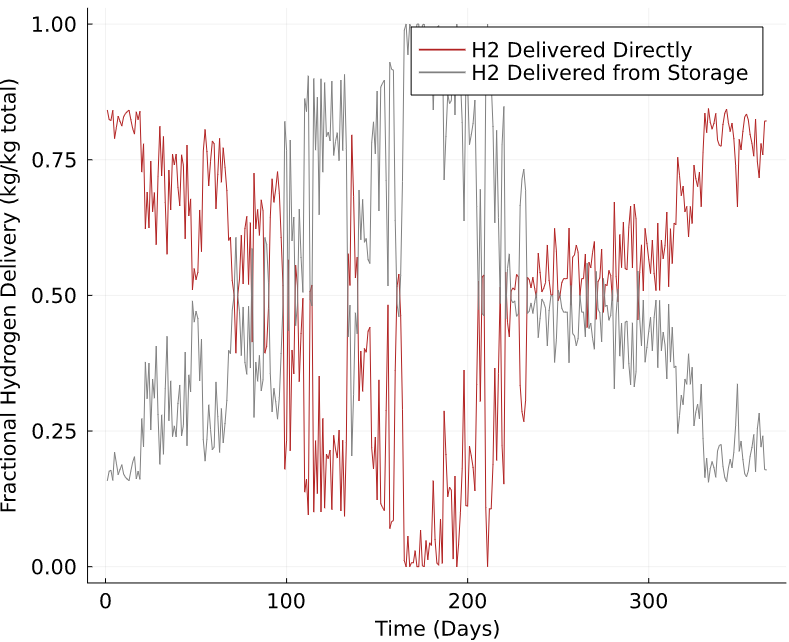 Fractional Hydrogen Delivery (kg/kg total)
1.00
0.75
0.50
0.25
0.00
H2 Delivered Directly
H2 Delivered from Storage
0
100
200
300
Time (Days)